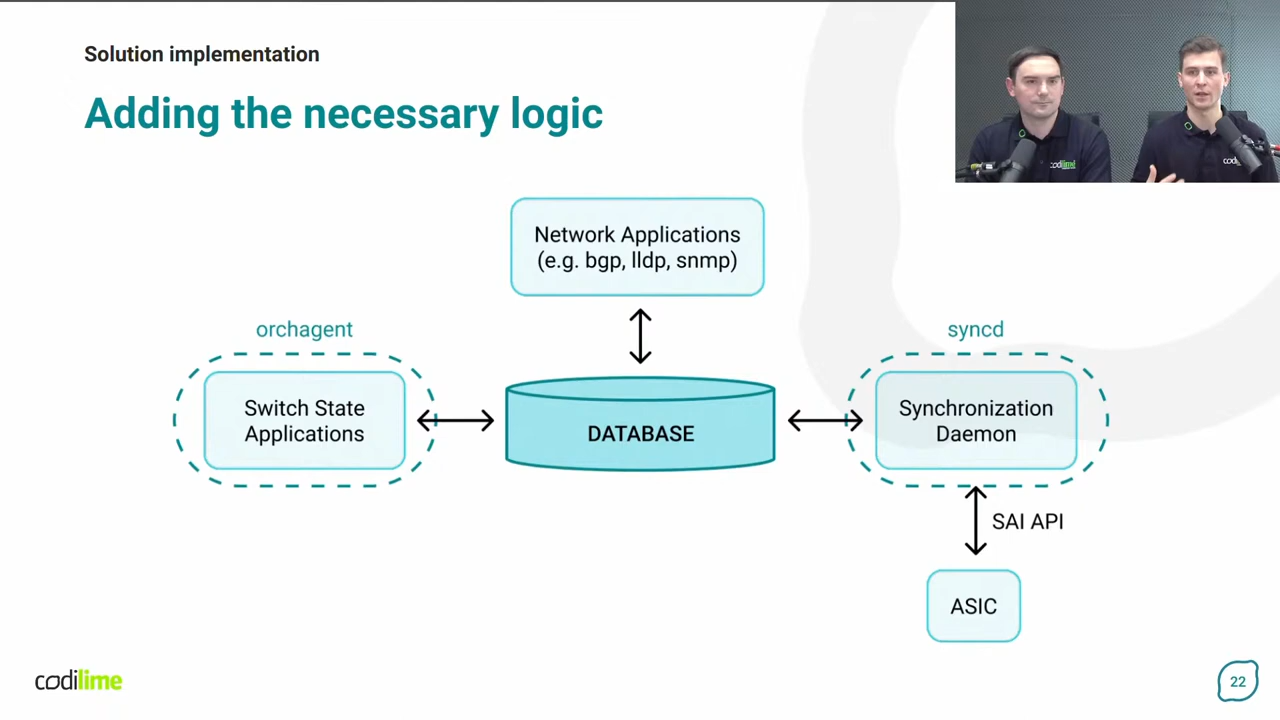 Solution implementation
Adding the necessary logic
Network Applications
(e.g. bgp, lldp, snmp)
orchagent
syncd
Switch State
Applications
DATABASE
Synchronization
Daemon
SAI API
ASIC
codilime
22
codilime